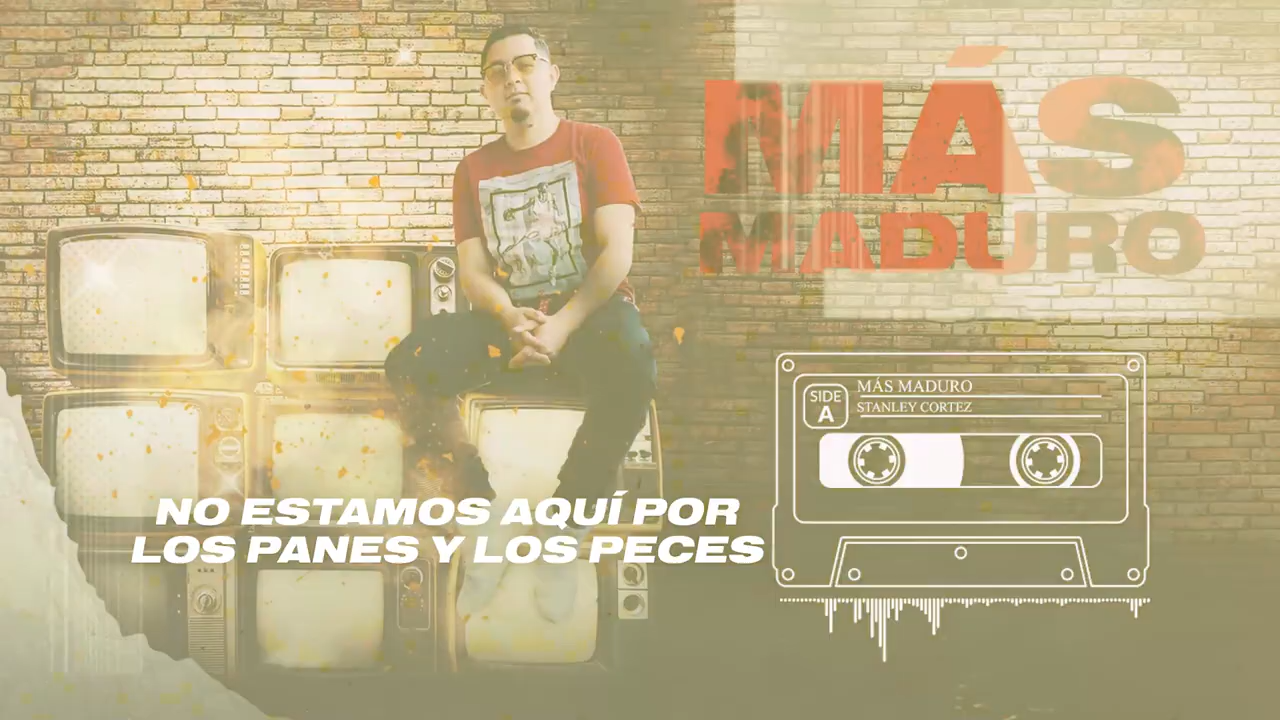 MÁS
MADURO
SIDE
A
MÁS MADURO
STANLEY CORTEZ
NO ESTAMOS AQUÍ POR
LOS PANES Y LOS PECES